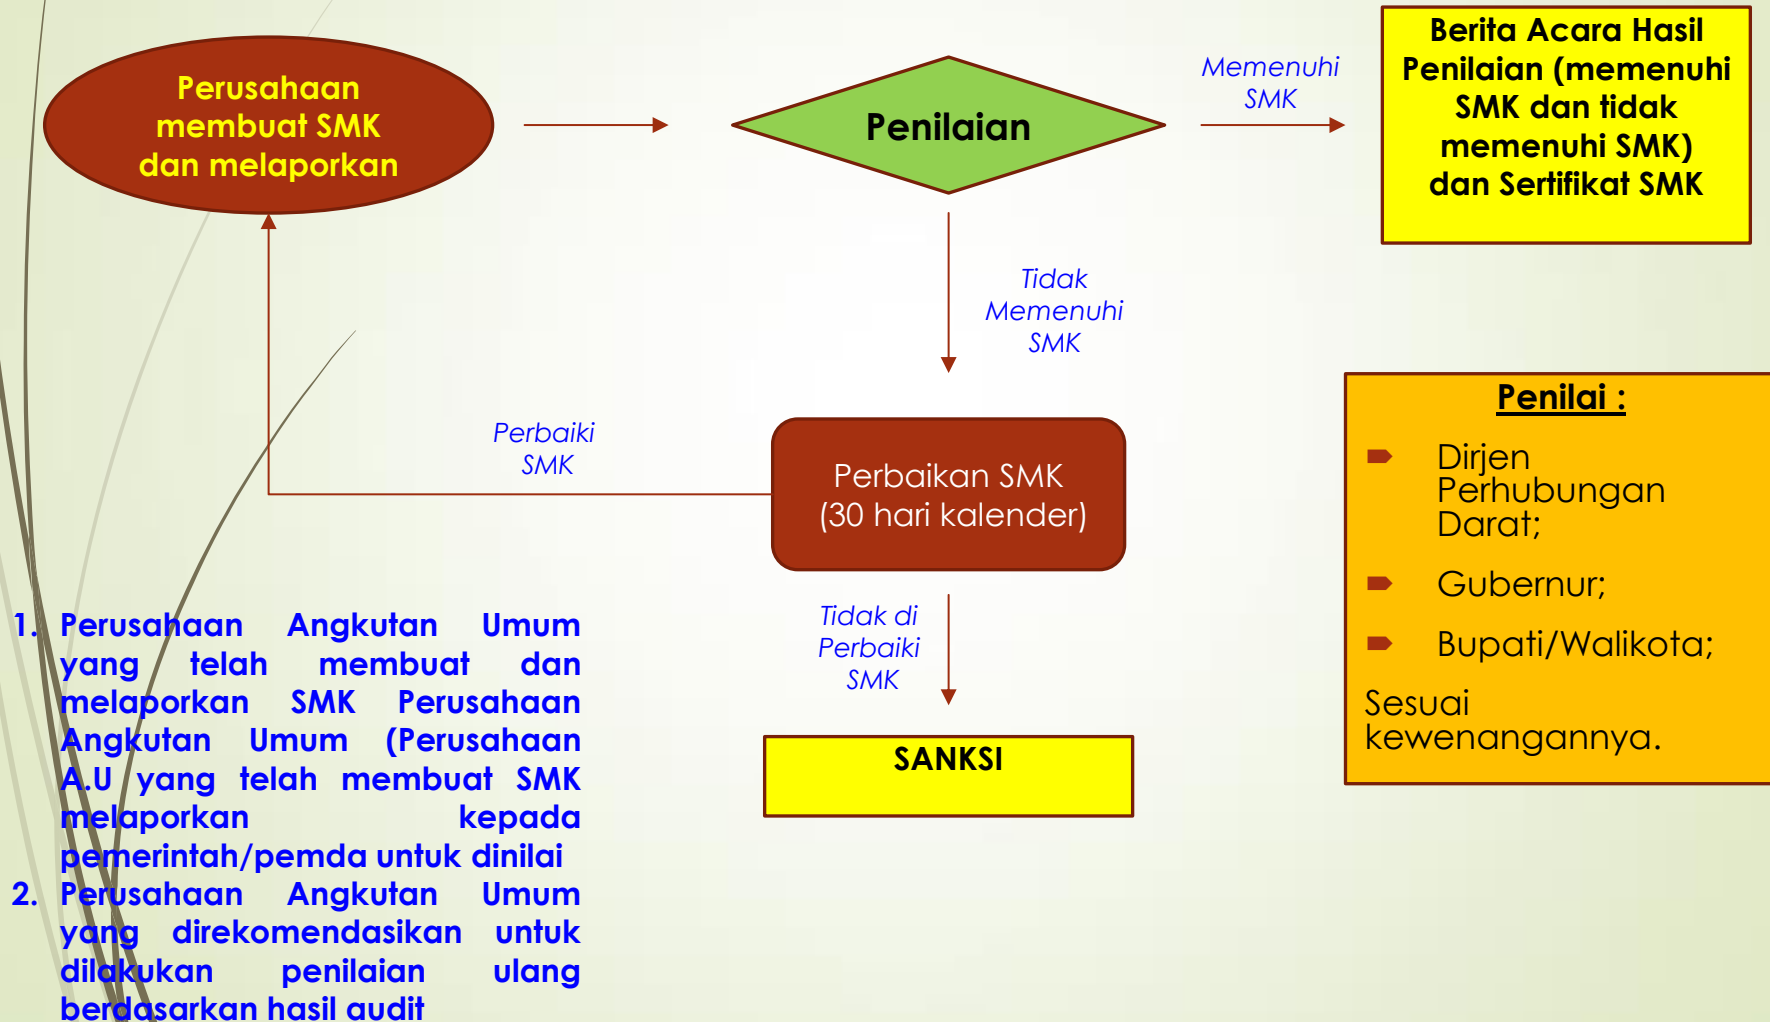 Perusahaan
membuat SMK
dan melaporkan
Penilaian
Memenuhi
SMK
Berita Acara Hasil
Penilaian (memenuhi
SMK dan tidak
memenuhi SMK)
dan Sertifikat SMK
Tidak
Memenuhi
SMK
Perbaiki
SMK
Perbaikan SMK
(30 hari kalender)
Tidak di
Perbaiki
SMK
SANKSI
Penilai :
Dirjen
Perhubungan
Darat;
Gubernur;
Bupati/Walikota;
Sesuai
kewenangannya.
1. Perusahaan Angkutan Umum
yang telah membuat dan
melaporkan SMK Perusahaan
Angkutan Umum (Perusahaan
A.U yang telah membuat SMK
melaporkan kepada
pemerintah/pemda untuk dinilai
2. Perusahaan Angkutan Umum
yang direkomendasikan untuk
dilakukan penilaian ulang
berdasarkan hasil audit